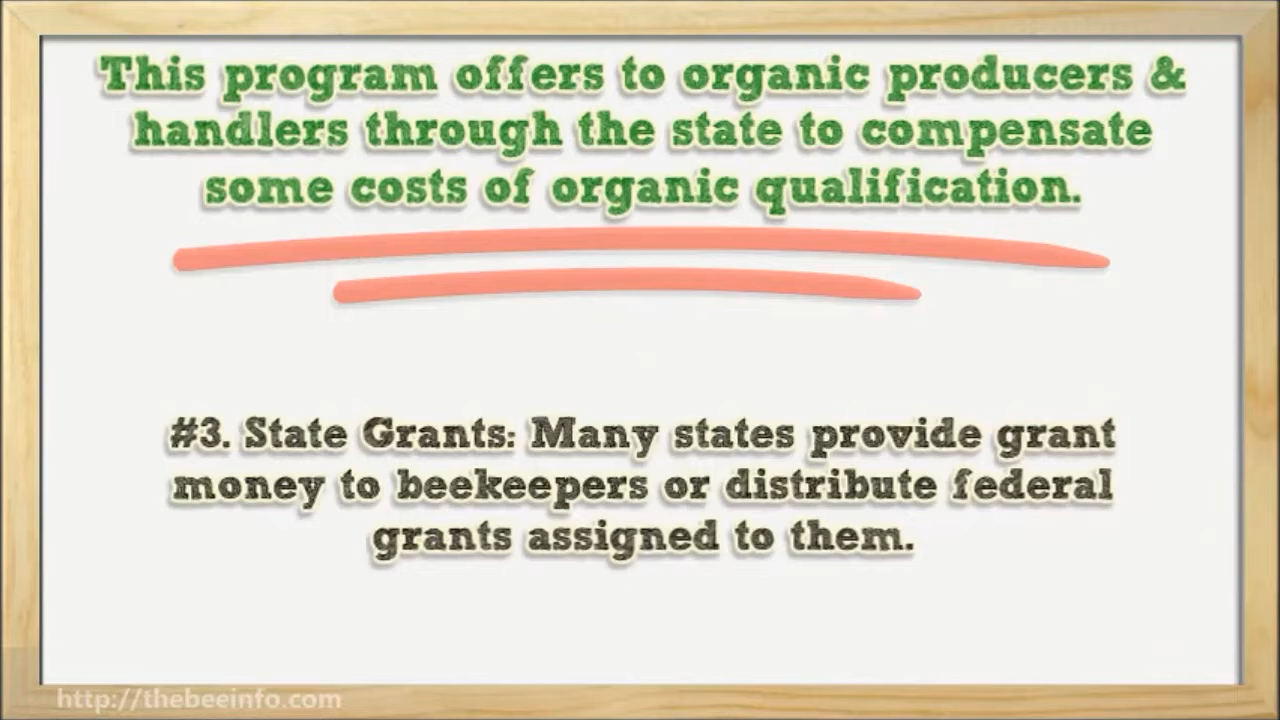 This program offers to organic producers &
handlers through the state to compensate
some costs of organic qualification.
#3. State Grants: Many states provide grant
money to beekeepers or distribute federal
grants assigned to them.
http://thebeeinfo.com